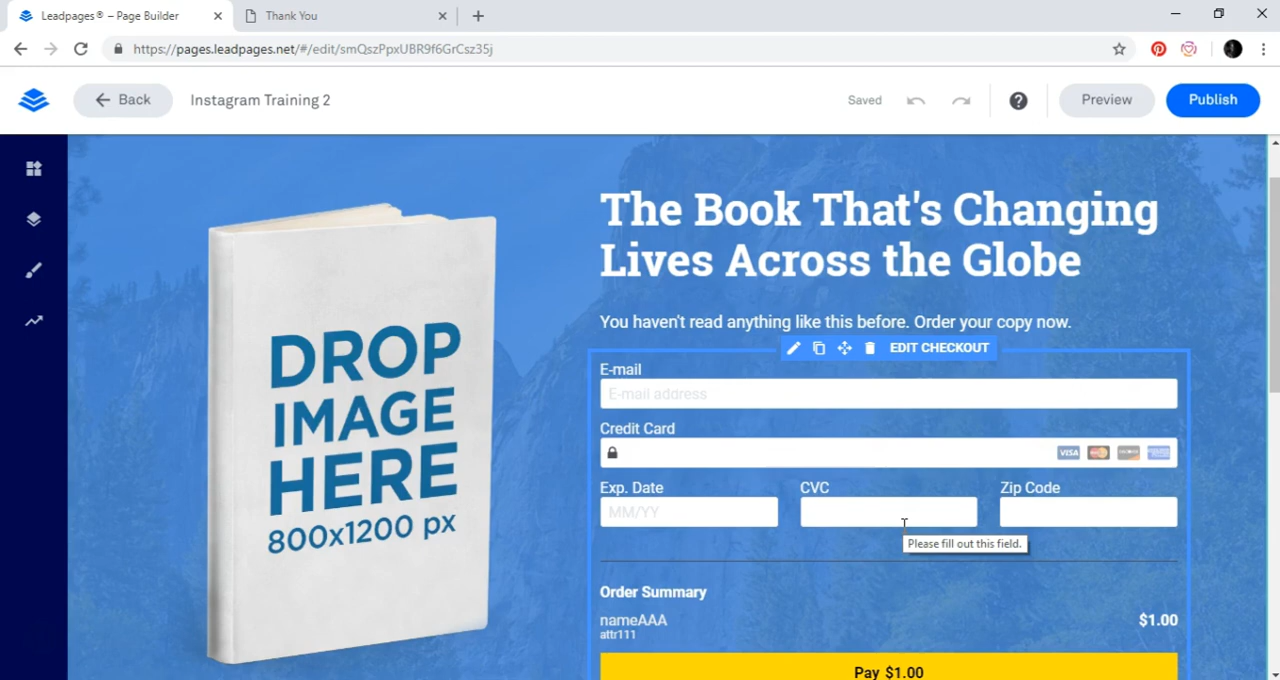 Leadpages® – Page Builder
Thank You
https://pages.leadpages.net/#/edit/smQszPpxUBR9f6GrCsz35j
Back
Instagram Training 2
Saved
Preview
Publish
The Book That's Changing
Lives Across the Globe
You haven't read anything like this before. Order your copy now.
EDIT CHECKOUT
DROP
IMAGE
HERE
800x1200 px
E-mail
E-mail address
Credit Card
VISA
Exp. Date
CVC
Zip Code
MM/YY
Please fill out this field.
Order Summary
nameAAA
$1.00
attr111
Pay $1.00